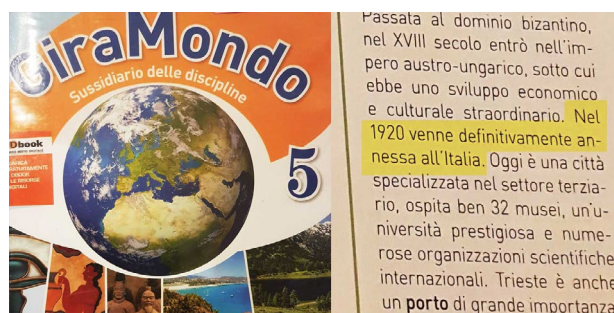 GiraMondo
Sussidiario delle discipline
5
Passata al dominio bizantino,
nel XVIII secolo entrò nell'im-
pero austro-ungarico, sotto cui
ebbe uno sviluppo economico
e culturale straordinario. Nel
1920 venne definitivamente an-
nessa all'Italia. Oggi è una città
specializzata nel settore terzia-
rio, ospita ben 32 musei, un'u-
niversità prestigiosa e nume-
rose organizzazioni scientifiche
internazionali. Trieste è anche
un porto di grande importanza